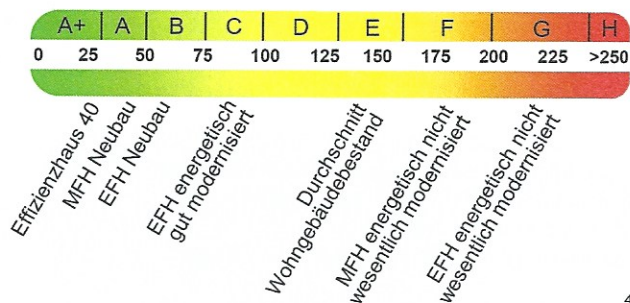 A+ A B C D E F G H
0 25 50 75 100 125 150 175 200 225 >250
Effizienzhaus 40
MFH Neubau
EFH Neubau
EFH energetisch
gut modernisiert
Durchschnitt
Wohngebäudebestand
MFH energetisch nicht
wesentlich modernisiert
EFH energetisch nicht
wesentlich modernisiert